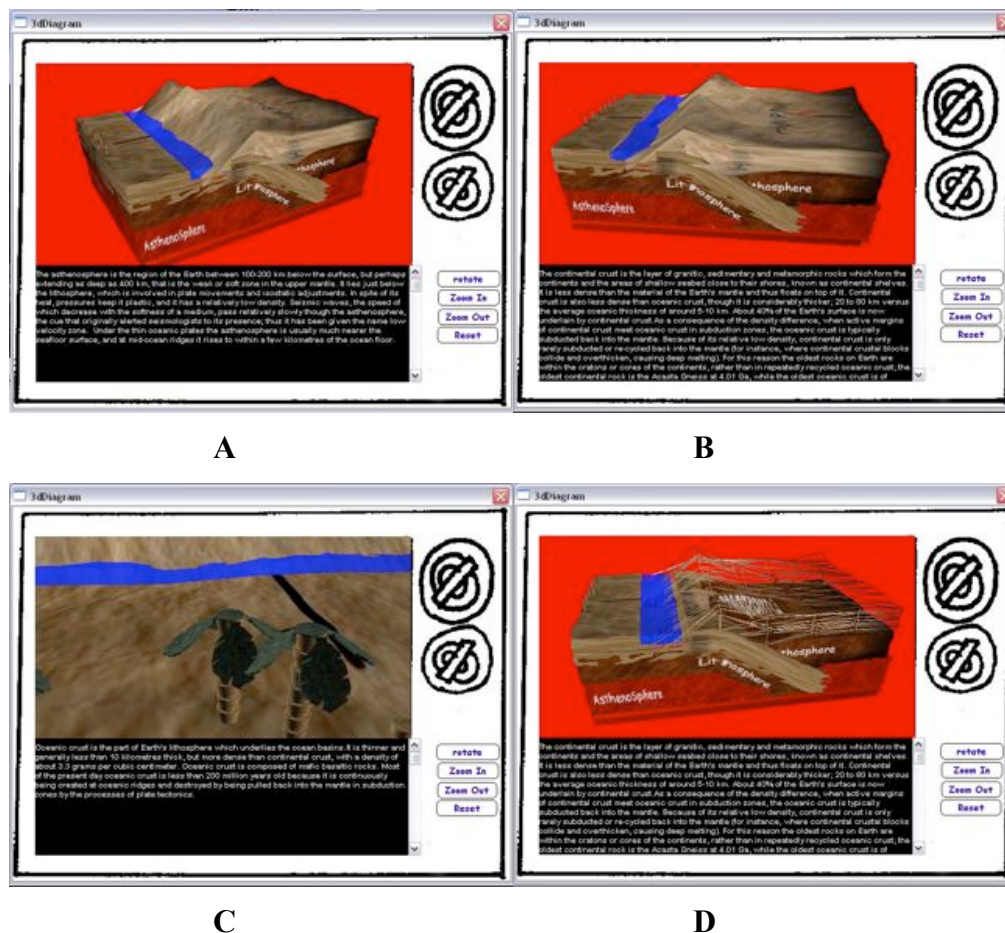 3dDiagram
Lithosphere
thosphere
AsthenoSphere
The asthenosphere is the region of the Earth between 100-200 km below the surface, but perhaps
extending as deep as 400 km, that is the weak or soft zone in the upper mantle. It lies just below
the lithosphere, which is involved in plate movements and isostatic adjustments. In spite of its
heat, pressures keep it plastic, and it has a relatively low density. Seismic waves, the speed of
which decrease with the softness of a medium, pass relatively slowly though the asthenosphere,
the cue that originally alerted seismologists to its presence, thus it has been given the name low
velocity zone. Under the thin oceanic plates the asthenosphere is usually much nearer the
seafloor surface, and at mid-ocean ridges it rises to within a few kilometres of the ocean floor.
rotate
Zoom In
Zoom Out
Reset
A
3dDiagram
thosphere
AsthenoSphere
Lithosphere
The continental crust is the layer of granitic, sedimentary and metamorphic rocks which form the
continents and the areas of shallow seabed close to their shores, known as continental shelves.
It is less dense than the material of the Earth's mantle and thus floats on top of it. Continental
crust is also less dense than oceanic crust, though it is considerably thicker; 20 to 80 km versus
the average oceanic thickness of around 5-10 km. About 40% of the Earth's surface is now
underlain by continental crust.As a consequence of the density difference, when active margins
of continental crust meet oceanic crust in subduction zones, the oceanic crust is typically
subducted back into the mantle. Because of its relative low density, continental crust is only
rarely subducted or re-cycled back into the mantle (for instance, where continental crustal blocks
collide and overthicken, causing deep melting). For this reason the oldest rocks on Earth are
within the cratons or cores of the continents, rather than in repeatedly recycled oceanic crust; the
oldest continental rock is the Acasta Gneiss at 4.01 Ga, while the oldest oceanic crust is of
rotate
Zoom In
Zoom Out
Reset
B
3dDiagram
Oceanic crust is the part of Earth's lithosphere which underlies the ocean basins.It is thinner and
generally less than 10 kilometres thick, but more dense than continental crust, with a density of
about 3.3 grams per cubic centimeter. Oceanic crust is composed of mafic basaltic rocks. Most
of the present day oceanic crust is less than 200 million years old because it is continuously
being created at oceanic ridges and destroyed by being pulled back into the mantle in subduction
zones by the processes of plate tectonics.
rotate
Zoom In
Zoom Out
Reset
C
3dDiagram
Lithosphere
thosphere
AsthenoSphere
The continental crust is the layer of granitic, sedimentary and metamorphic rocks which form the
continents and the areas of shallow seabed close to their shores, known as continental shelves.
It is less dense than the material of the Earth's mantle and thus floats on top of it. Continental
crust is also less dense than oceanic crust, though it is considerably thicker; 20 to 80 km versus
the average oceanic thickness of around 5-10 km. About 40% of the Earth's surface is now
underlain by continental crust.As a consequence of the density difference, when active margins
of continental crust meet oceanic crust in subduction zones, the oceanic crust is typically
subducted back into the mantle. Because of its relative low density, continental crust is only
rarely subducted or re-cycled back into the mantle (for instance, where continental crustal blocks
collide and overthicken, causing deep melting). For this reason the oldest rocks on Earth are
within the cratons or cores of the continents, rather than in repeatedly recycled oceanic crust; the
oldest continental rock is the Acasta Gneiss at 4.01 Ga, while the oldest oceanic crust is of
rotate
Zoom In
Zoom Out
Reset
D